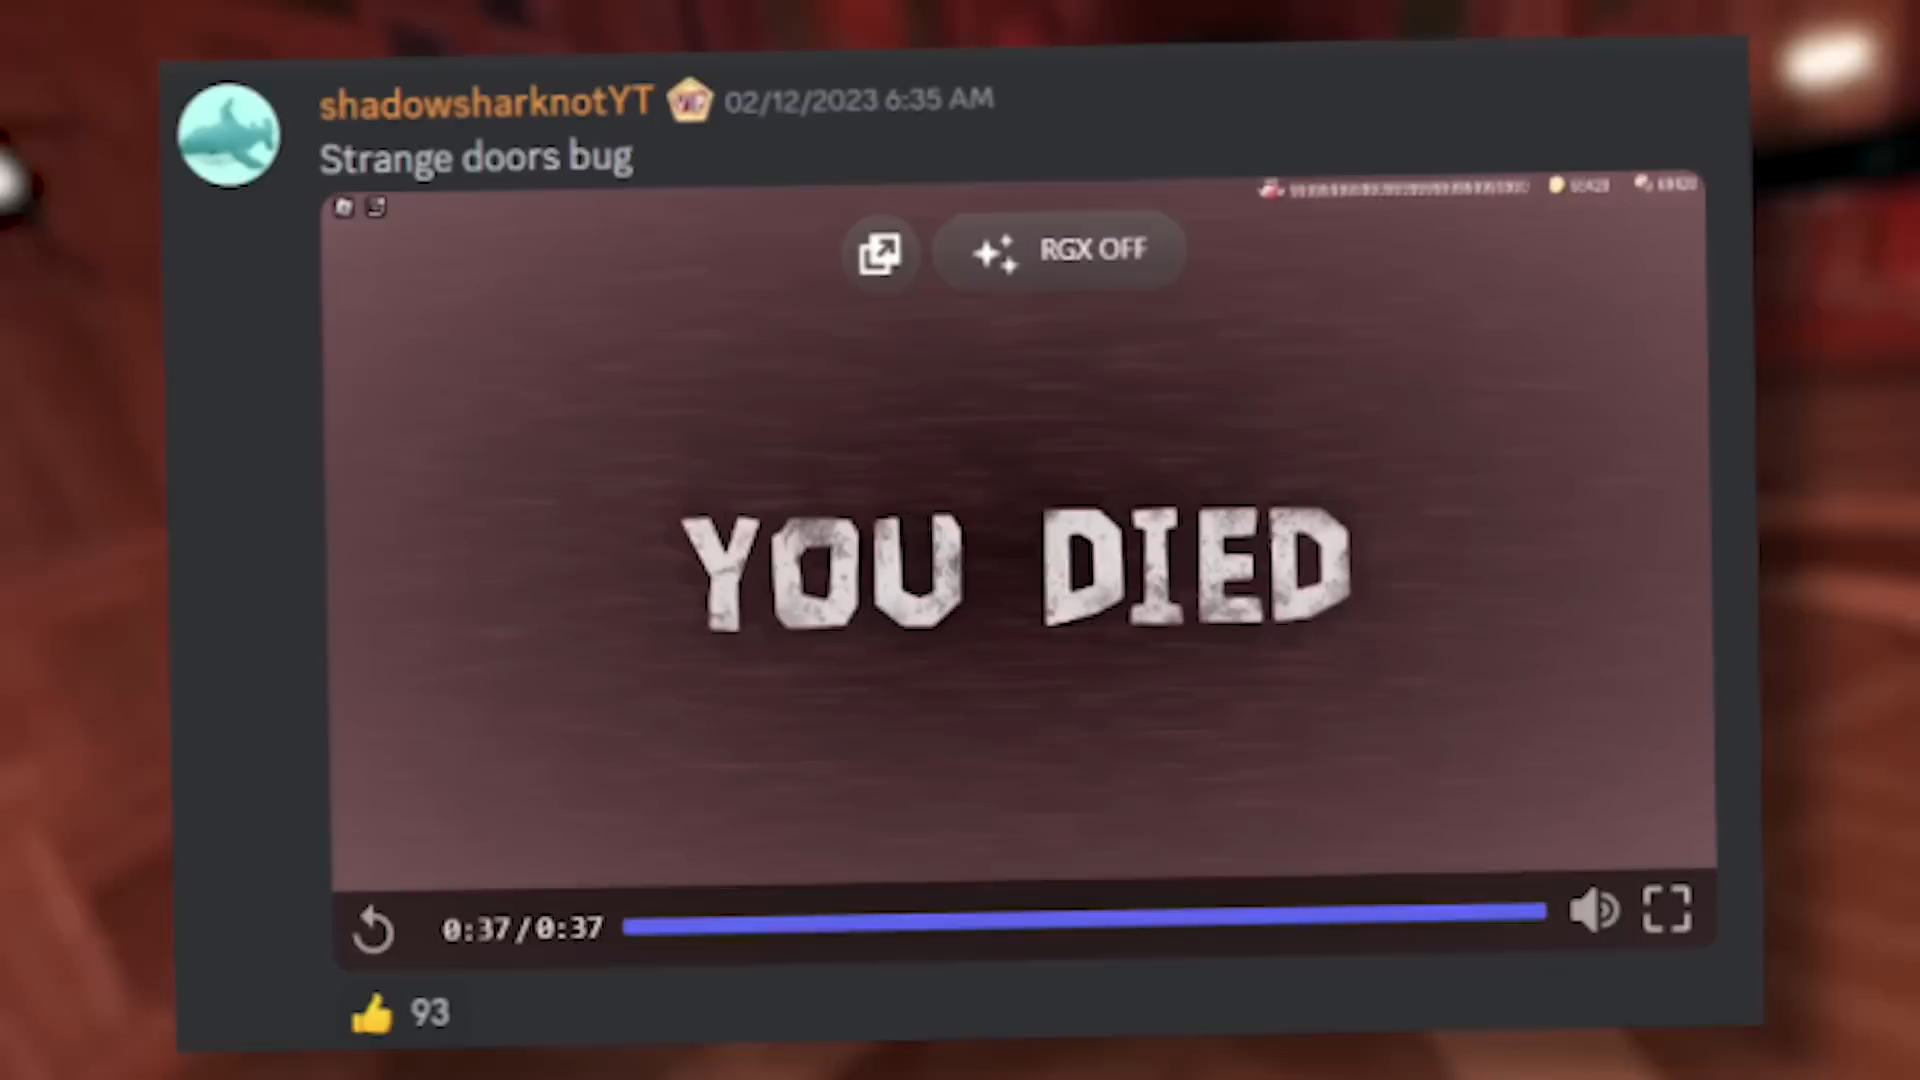 shadowsharknotYT VIP 02/12/2023 6:35 AM
Strange doors bug
RGX OFF
YOU DIED
0:37/0:37
93